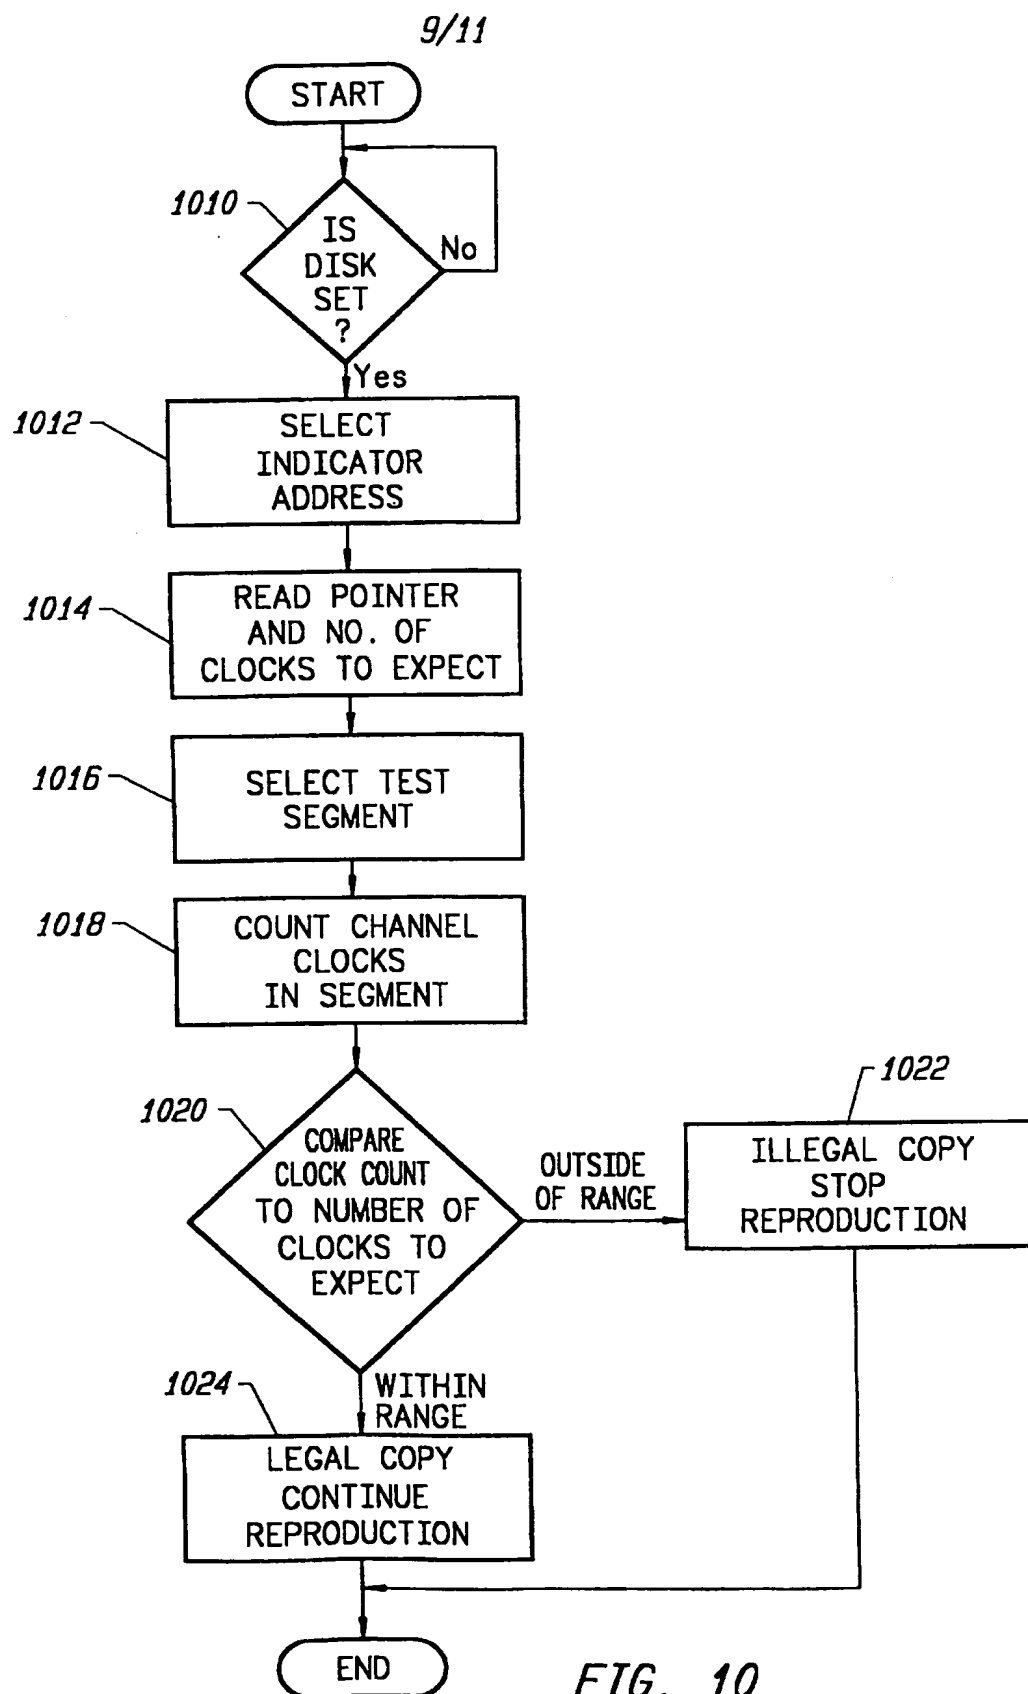 9/11
START
1010
IS
DISK
SET
?
No
Yes
1012
SELECT
INDICATOR
ADDRESS
1014
READ POINTER
AND NO. OF
CLOCKS TO EXPECT
1016
SELECT TEST
SEGMENT
1018
COUNT CHANNEL
CLOCKS
IN SEGMENT
1020
COMPARE
CLOCK COUNT
TO NUMBER OF
CLOCKS TO
EXPECT
OUTSIDE
OF RANGE
1022
ILLEGAL COPY
STOP
REPRODUCTION
WITHIN
RANGE
1024
LEGAL COPY
CONTINUE
REPRODUCTION
END
FIG. 10